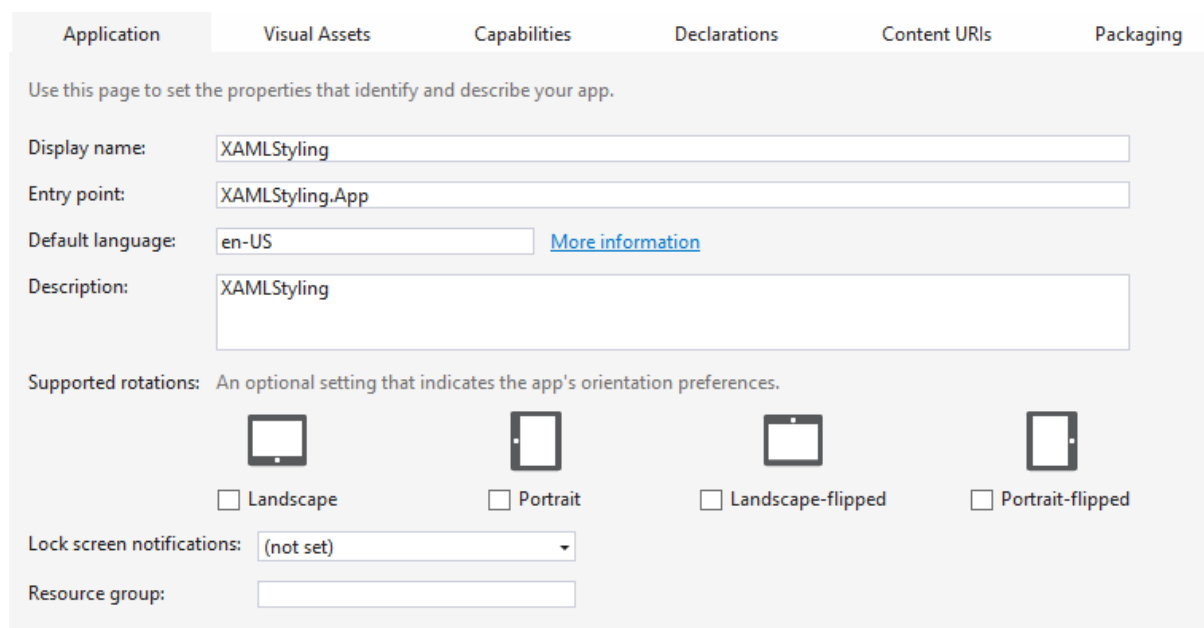 Application Visual Assets Capabilities Declarations Content URIs Packaging
Use this page to set the properties that identify and describe your app.
Display name: XAMLStyling
Entry point: XAMLStyling.App
Default language: en-US More information
Description: XAMLStyling
Supported rotations: An optional setting that indicates the app's orientation preferences.
Landscape Portrait Landscape-flipped Portrait-flipped
Lock screen notifications: (not set)
Resource group: